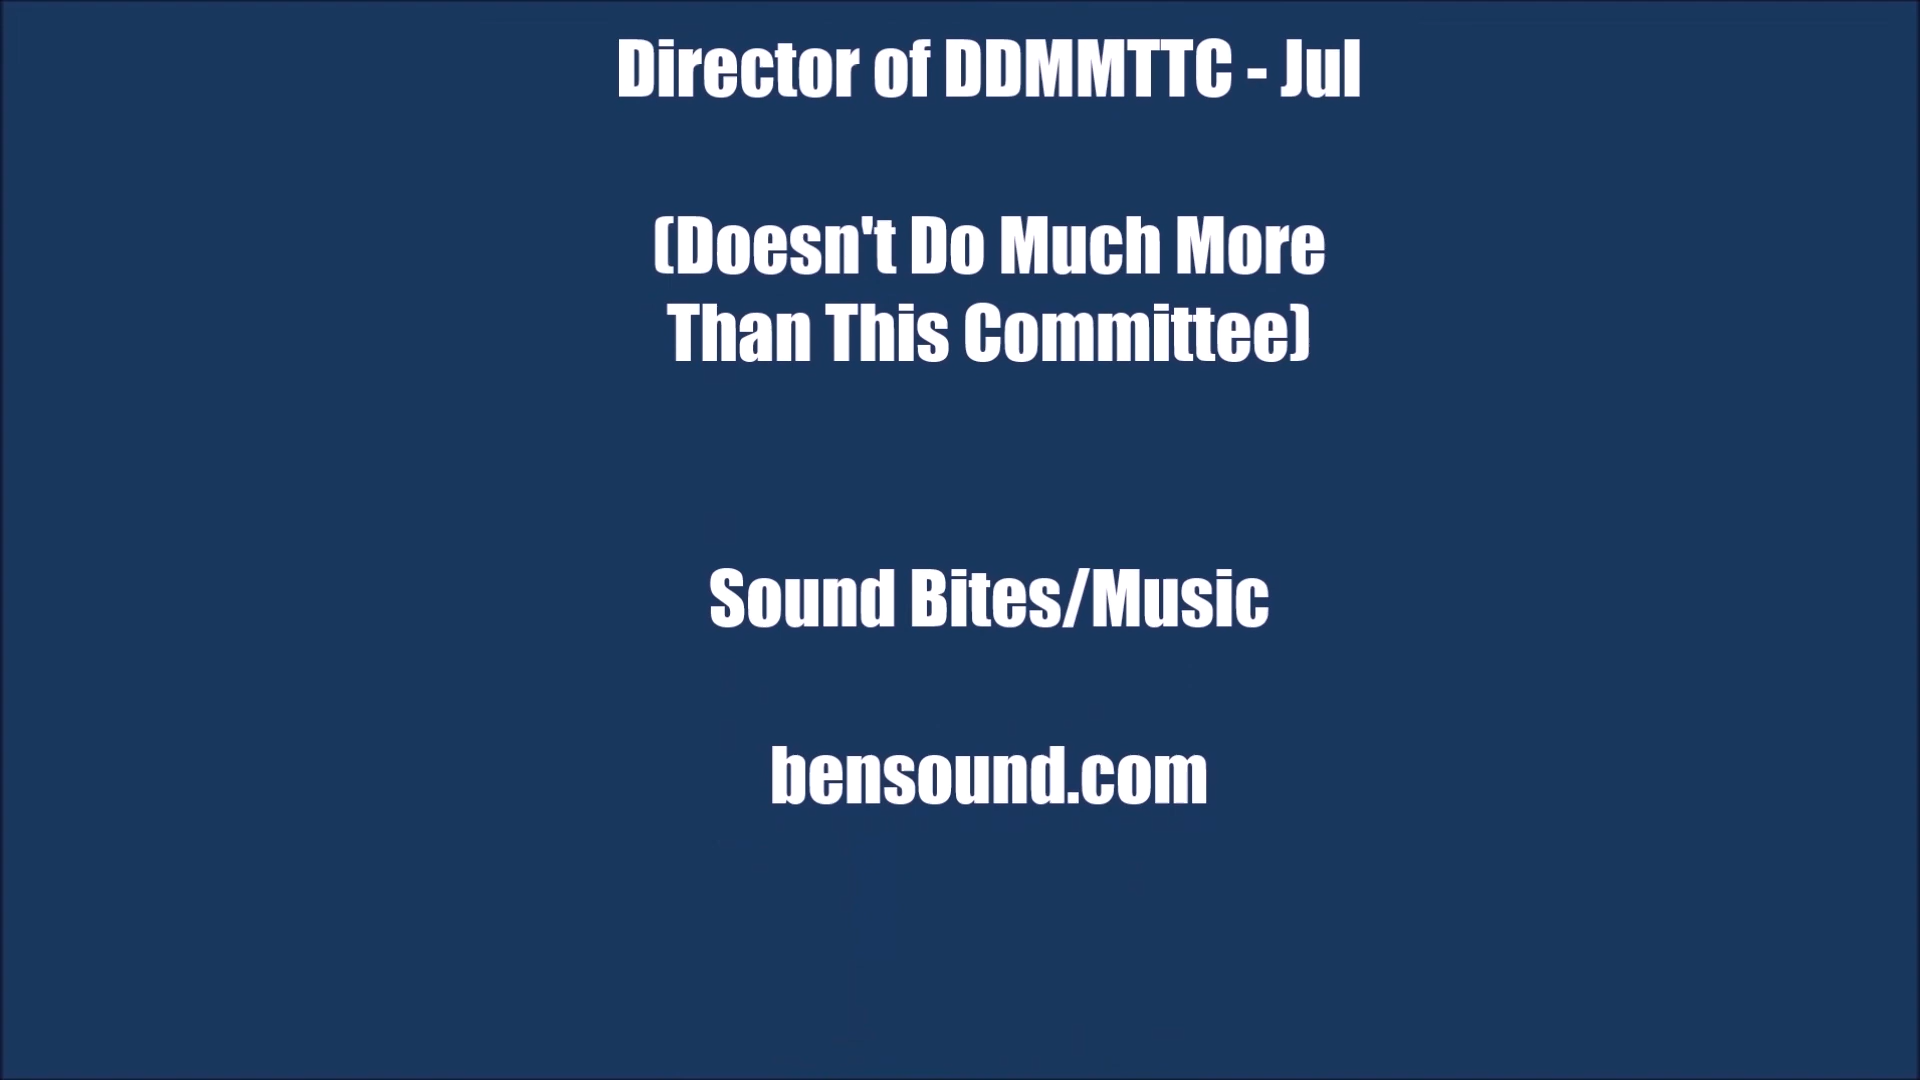 Director of DDMMTTC - Jul
(Doesn't Do Much More
Than This Committee)
Sound Bites/Music
bensound.com